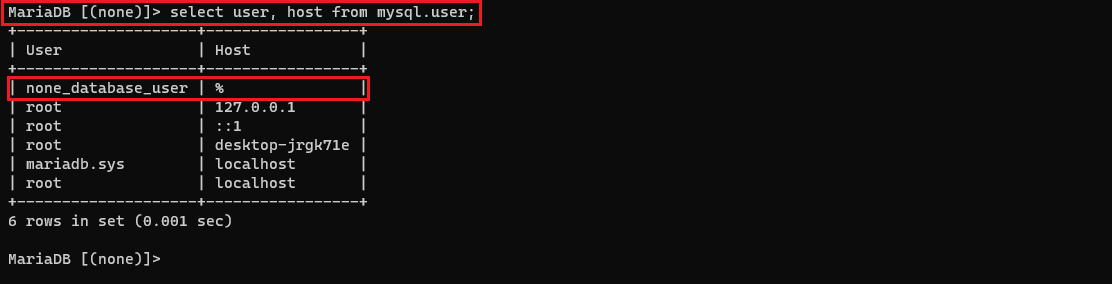 MariaDB [(none)]> select user, host from mysql.user;
+--------------------+-----------------+
| User               | Host            |
+--------------------+-----------------+
| none_database_user | %               |
| root               | 127.0.0.1       |
| root               | ::1             |
| root               | desktop-jrgk71e |
| mariadb.sys        | localhost       |
| root               | localhost       |
+--------------------+-----------------+
6 rows in set (0.001 sec)
MariaDB [(none)]>